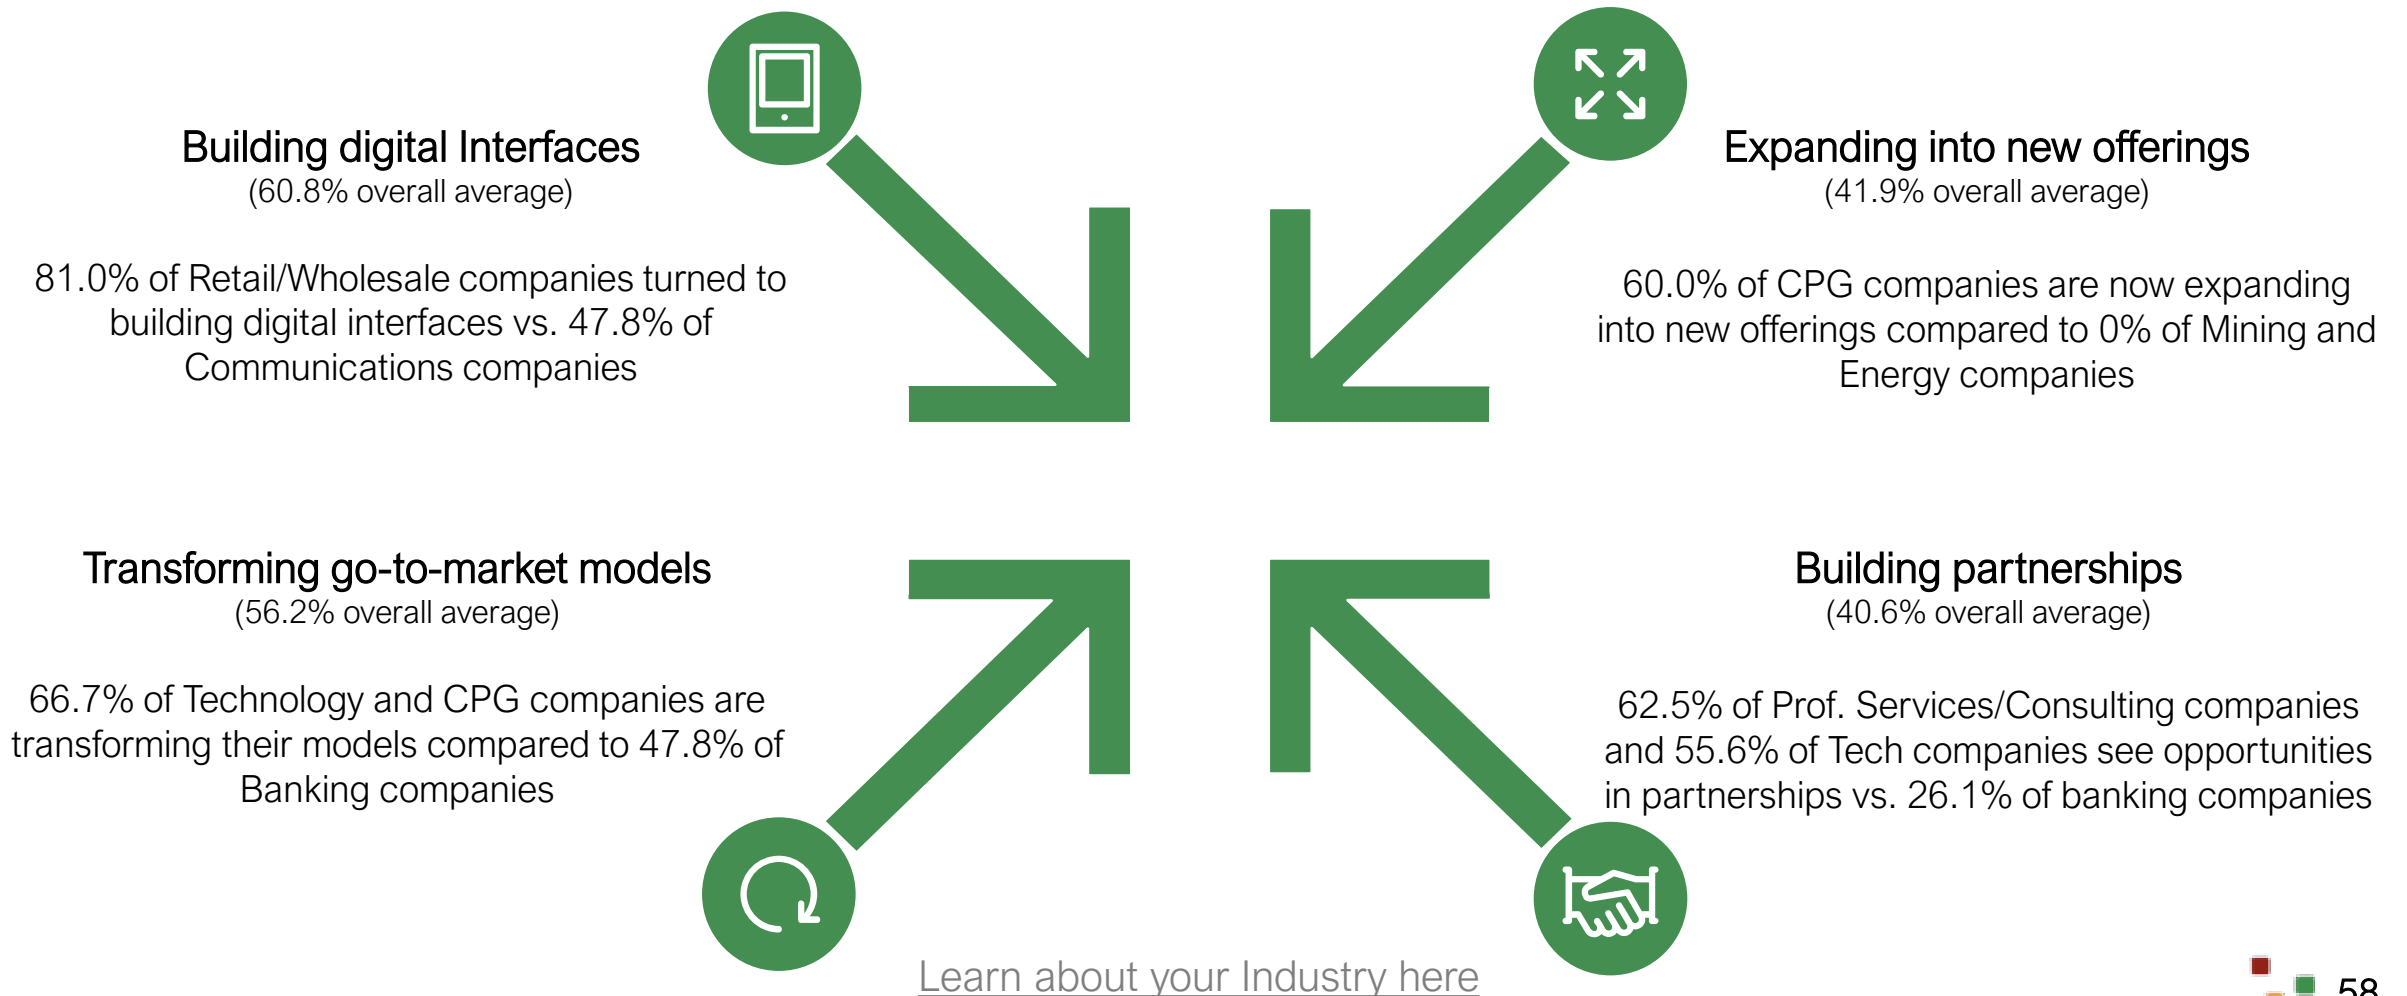 Building digital Interfaces
(60.8% overall average)
81.0% of Retail/Wholesale companies turned to
building digital interfaces vs. 47.8% of
Communications companies
Expanding into new offerings
(41.9% overall average)
60.0% of CPG companies are now expanding
into new offerings compared to 0% of Mining and
Energy companies
Transforming go-to-market models
(56.2% overall average)
66.7% of Technology and CPG companies are
transforming their models compared to 47.8% of
Banking companies
Building partnerships
(40.6% overall average)
62.5% of Prof. Services/Consulting companies
and 55.6% of Tech companies see opportunities
in partnerships vs. 26.1% of banking companies
Learn about your Industry here
58